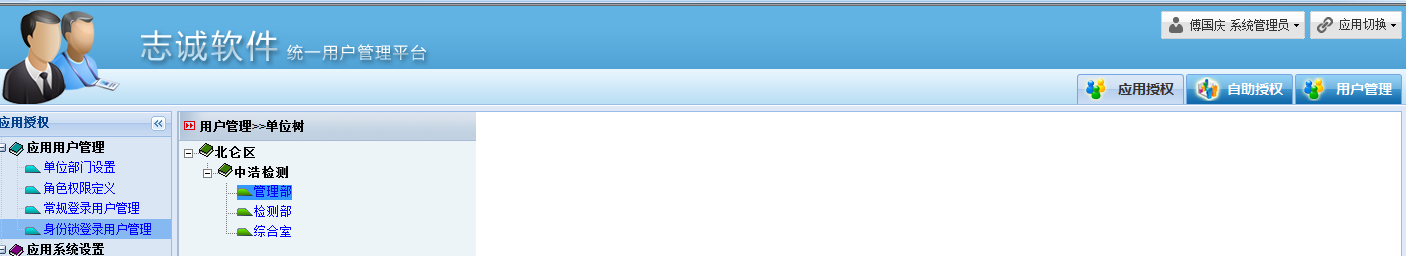 志诚软件 统一用户管理平台
傅国庆 系统管理员
应用切换
应用授权
自助授权
用户管理
应用授权
应用用户管理
单位部门设置
角色权限定义
常规登录用户管理
身份锁登录用户管理
应用系统设置
用户管理>>单位树
北仑区
中浩检测
管理部
检测部
综合室